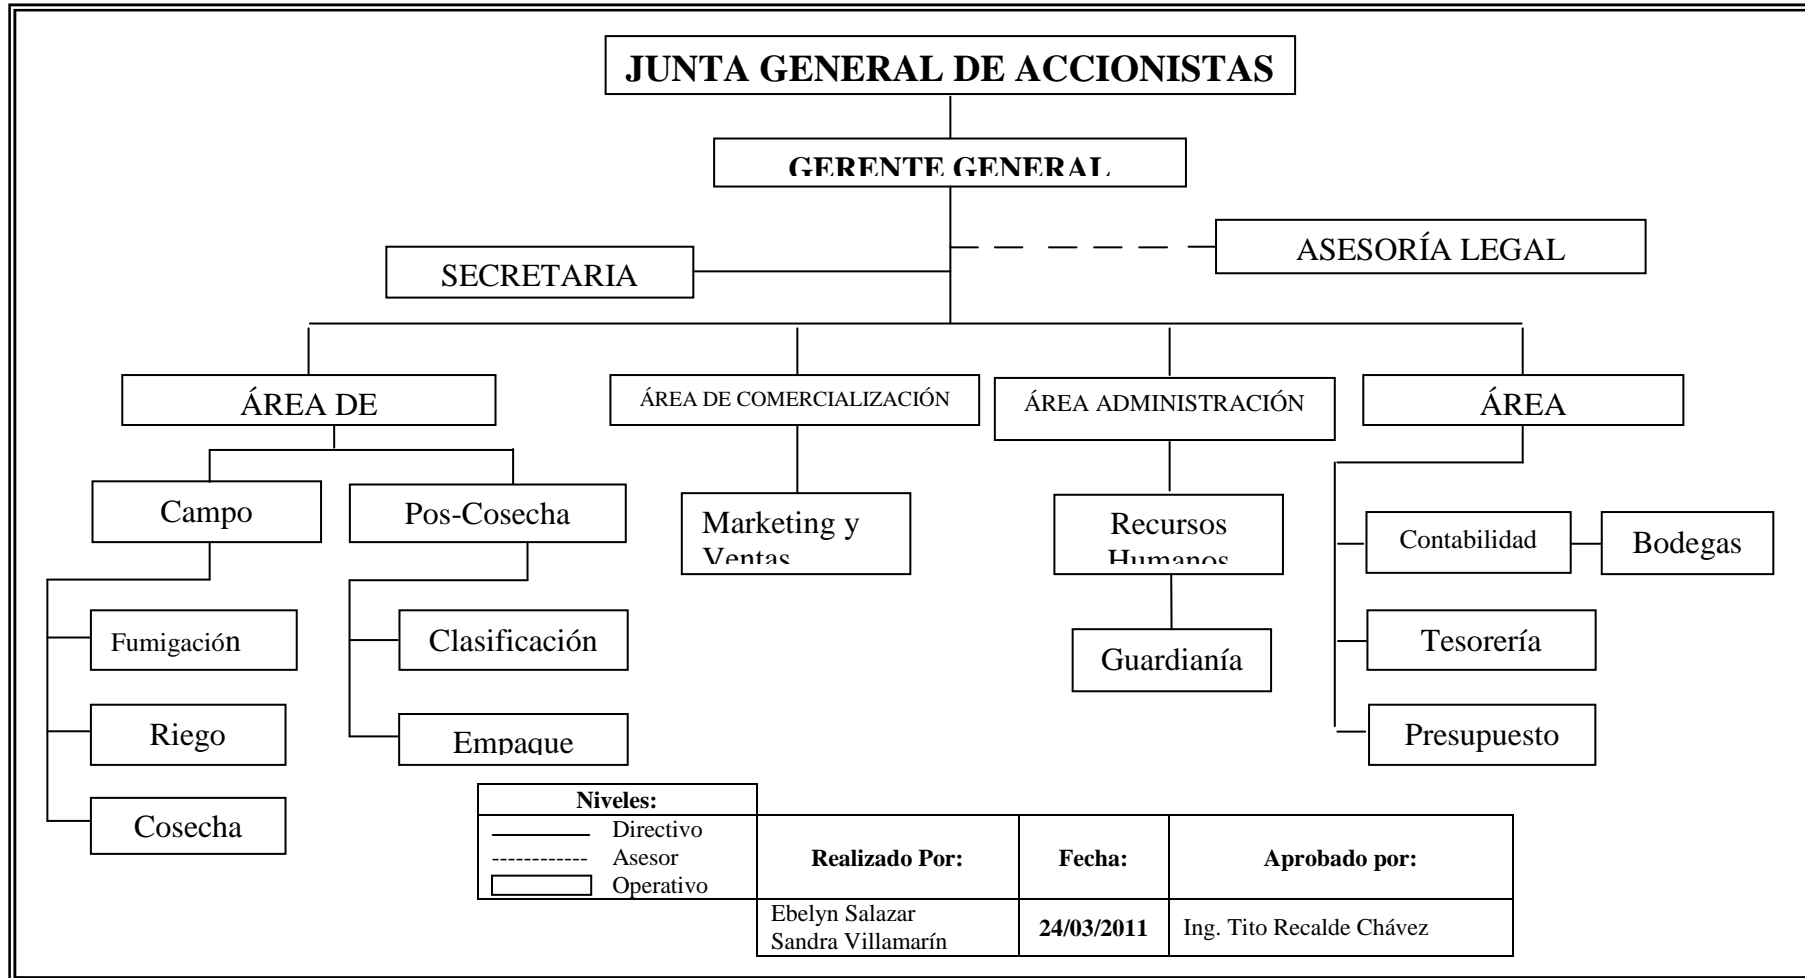 JUNTA GENERAL DE ACCIONISTAS
GERENTE GENERAL
ASESORÍA LEGAL
SECRETARIA
ÁREA DE
ÁREA DE COMERCIALIZACIÓN
ÁREA ADMINISTRACIÓN
ÁREA
Campo
Pos-Cosecha
Marketing y
Ventas
Recursos
Humanos
Contabilidad
Bodegas
Fumigación
Clasificación
Guardianía
Tesorería
Riego
Empaque
Presupuesto
Cosecha
Niveles:
Directivo
Asesor
Operativo
Realizado Por:
Fecha:
Aprobado por:
Ebelyn Salazar
Sandra Villamarín
24/03/2011
Ing. Tito Recalde Chávez